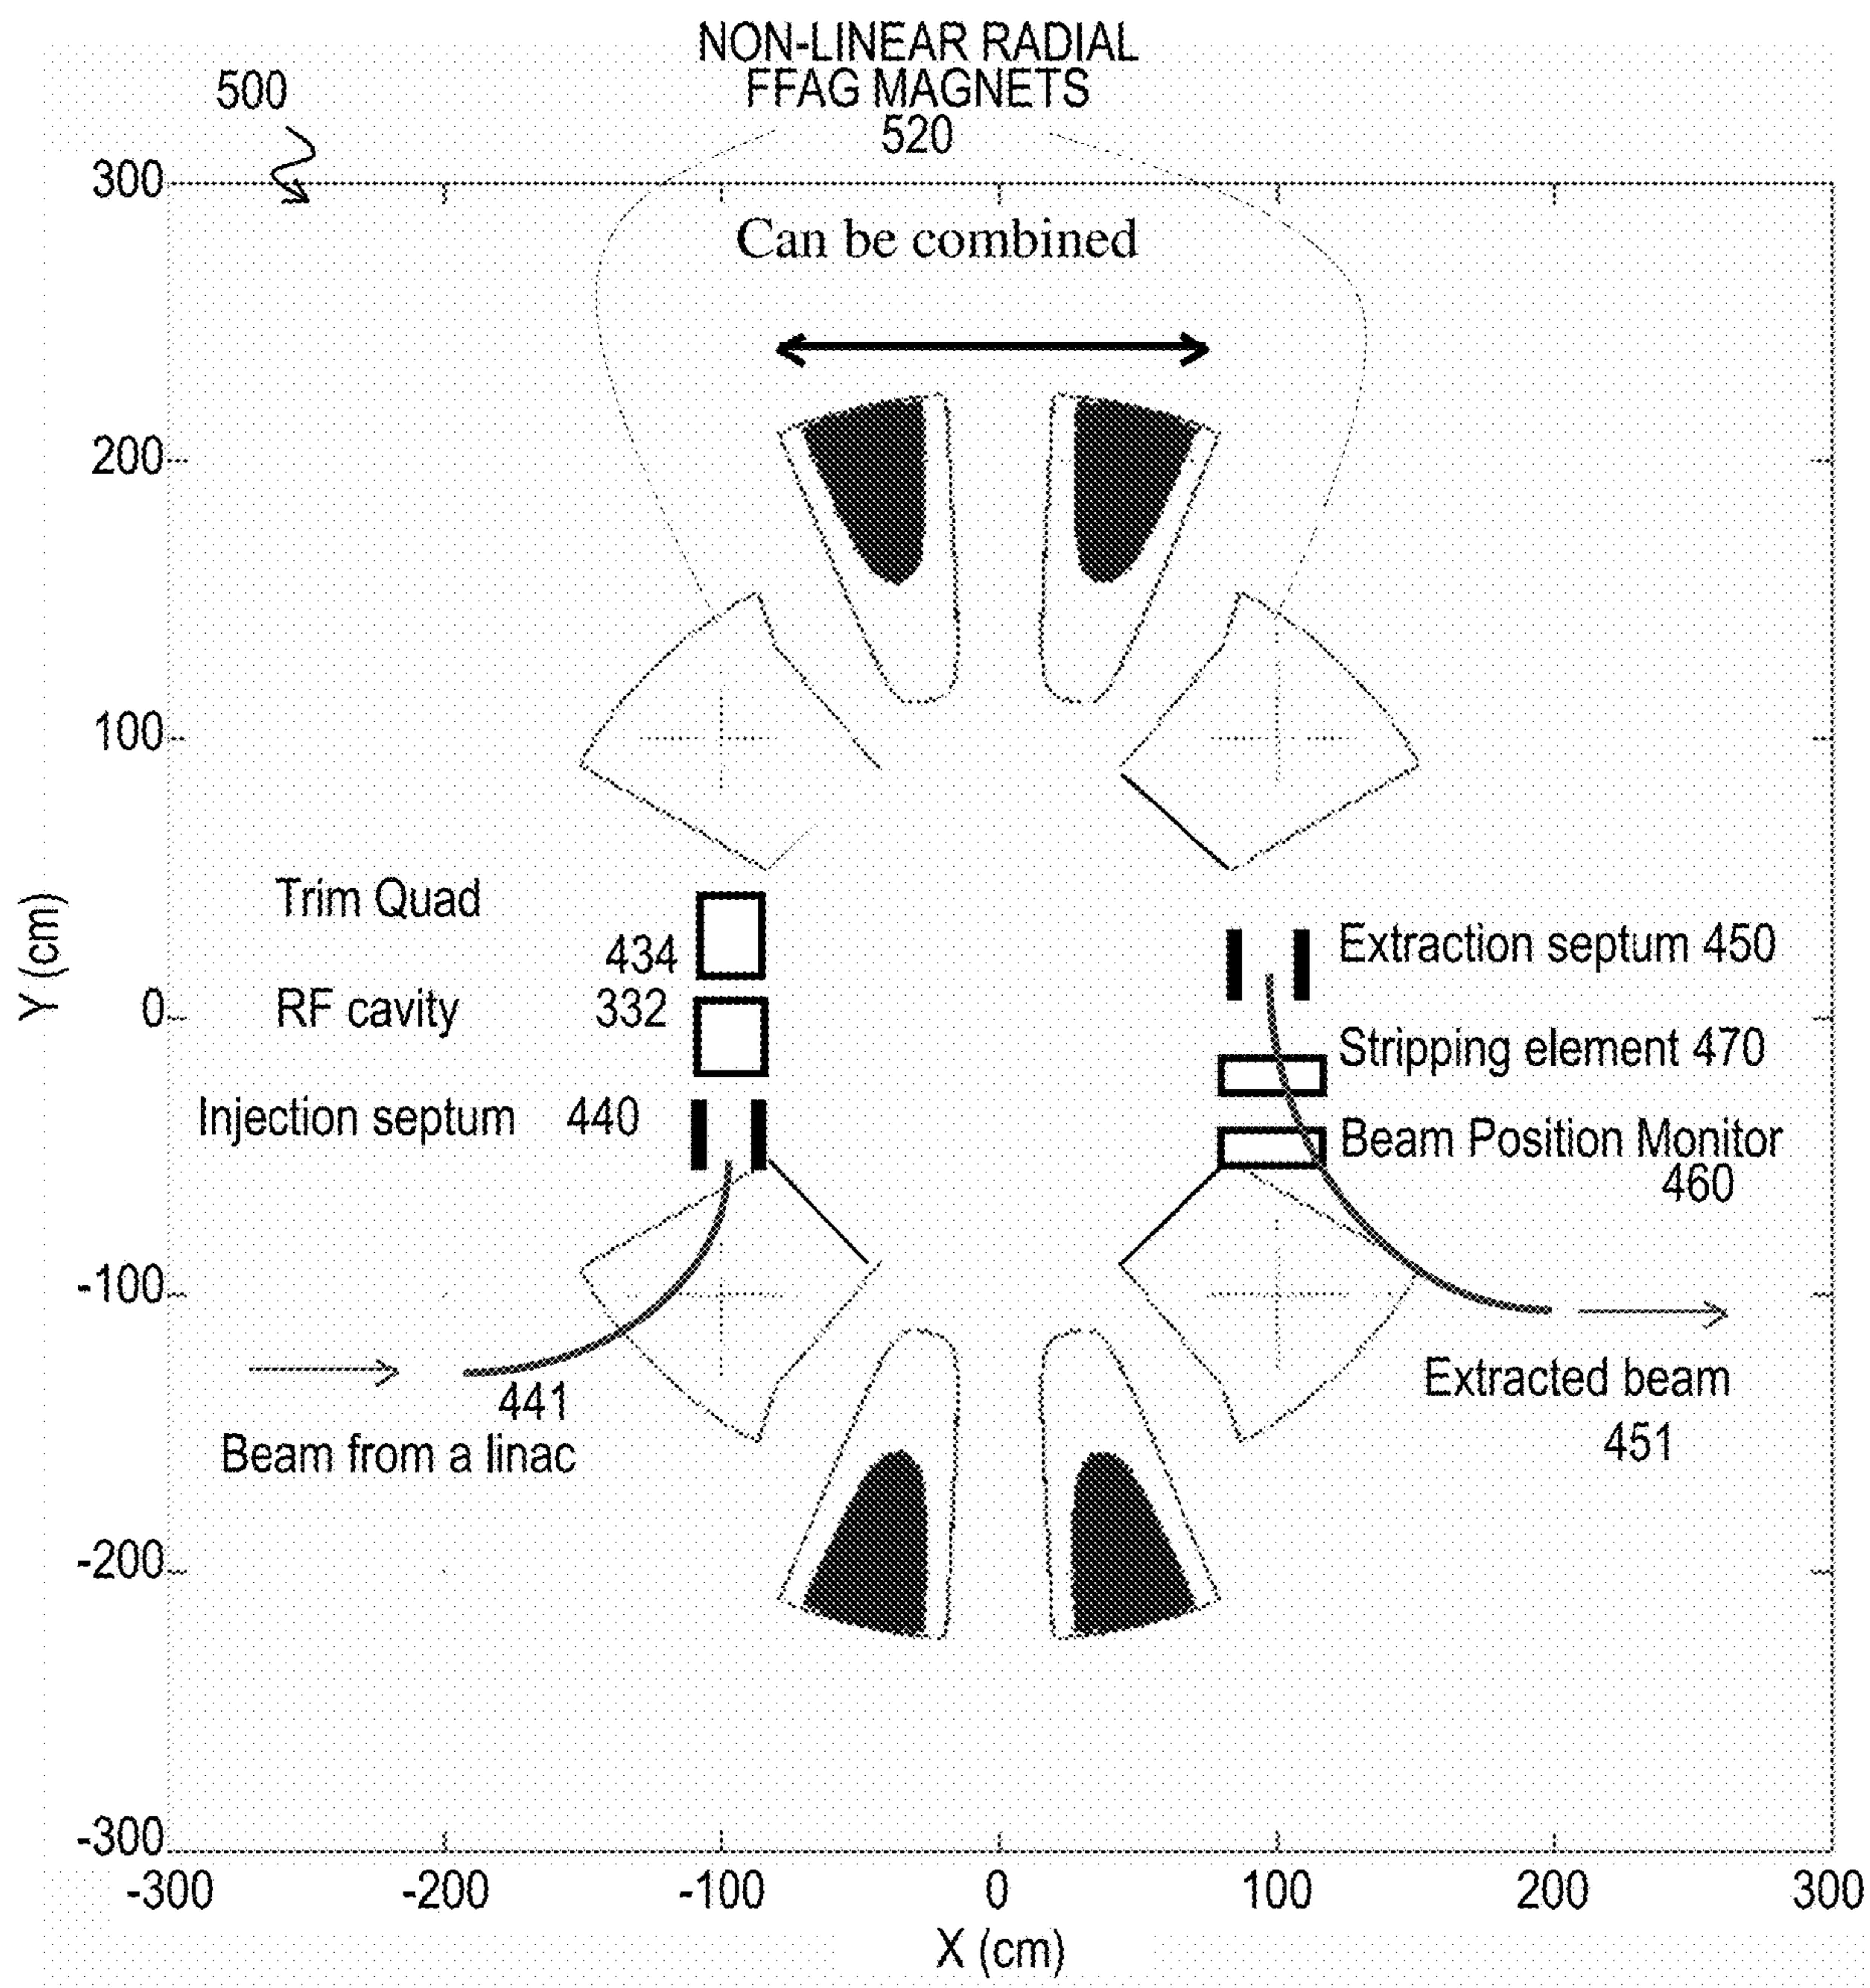 NON-LINEAR RADIAL
FFAG MAGNETS
520
500
300
Can be combined
200
100
Trim Quad
434
Extraction septum 450
Y (cm)
0
RF cavity 332
Stripping element 470
Injection septum 440
Beam Position Monitor
460
-100
441
Beam from a linac
Extracted beam
451
-200
-300
-300 -200 -100 0 100 200 300
X (cm)